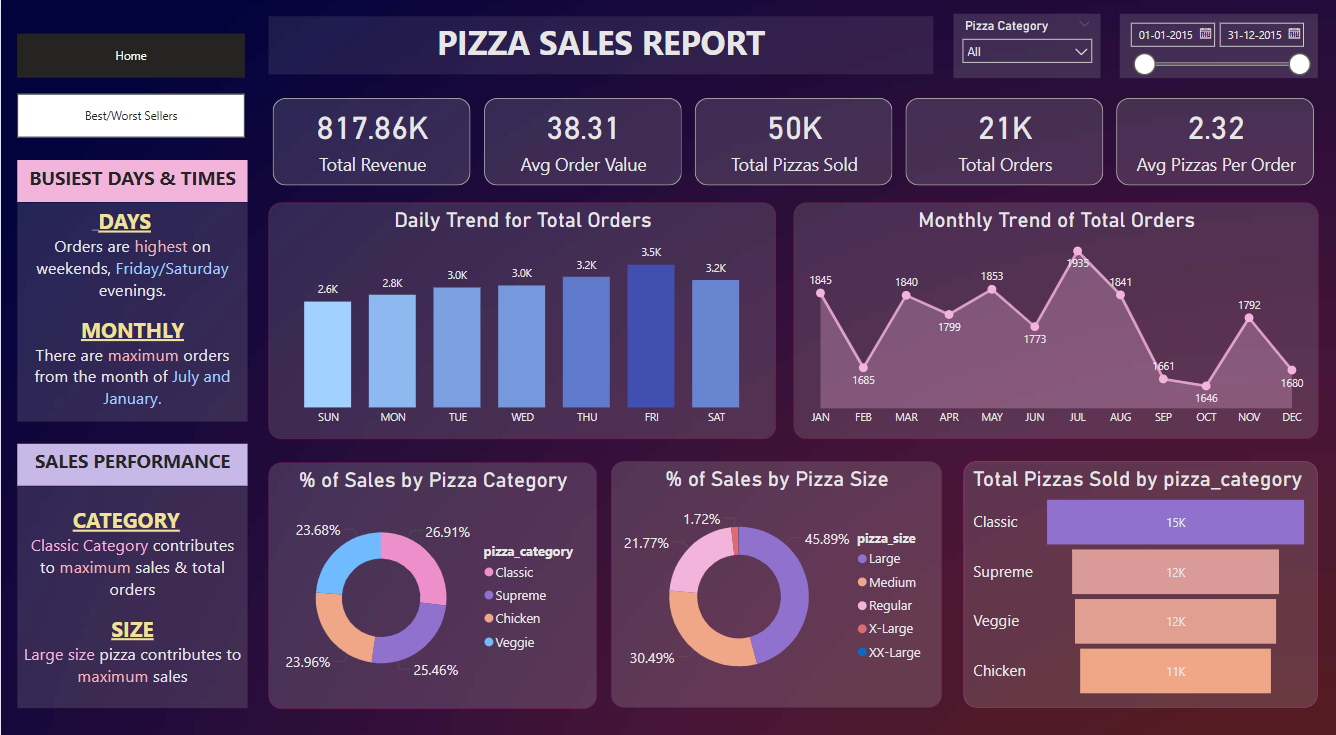 Home
Best/Worst Sellers
BUSIEST DAYS & TIMES
DAYS
Orders are highest on
weekends, Friday/Saturday
evenings.
MONTHLY
There are maximum orders
from the month of July and
January.
SALES PERFORMANCE
CATEGORY
Classic Category contributes
to maximum sales & total
orders
SIZE
Large size pizza contributes to
maximum sales
PIZZA SALES REPORT
Pizza Category
All
01-01-2015
31-12-2015
817.86K
Total Revenue
38.31
Avg Order Value
50K
Total Pizzas Sold
21K
Total Orders
2.32
Avg Pizzas Per Order
Daily Trend for Total Orders
2.6K
2.8K
3.0K
3.0K
3.2K
3.5K
3.2K
SUN MON TUE WED THU FRI SAT
Monthly Trend of Total Orders
1845
1685
1840
1799
1853
1773
1935
1841
1661
1646
1792
1680
JAN FEB MAR APR MAY JUN JUL AUG SEP OCT NOV DEC
% of Sales by Pizza Category
23.68%
26.91%
23.96%
25.46%
pizza_category
Classic
Supreme
Chicken
Veggie
% of Sales by Pizza Size
1.72%
45.89%
21.77%
30.49%
pizza_size
Large
Medium
Regular
X-Large
XX-Large
Total Pizzas Sold by pizza_category
Classic 15K
Supreme 12K
Veggie 12K
Chicken 11K